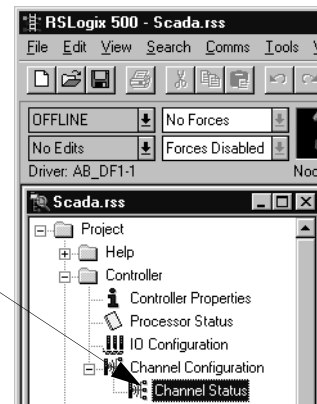 RSLogix 500 - Scada.rss
File Edit View Search Comms Tools
OFFLINE No Forces
No Edits Forces Disabled
Driver: AB_DF1-1 Noc
Scada.rss
Project
Help
Controller
Controller Properties
Processor Status
IO Configuration
Channel Configuration
Channel Status